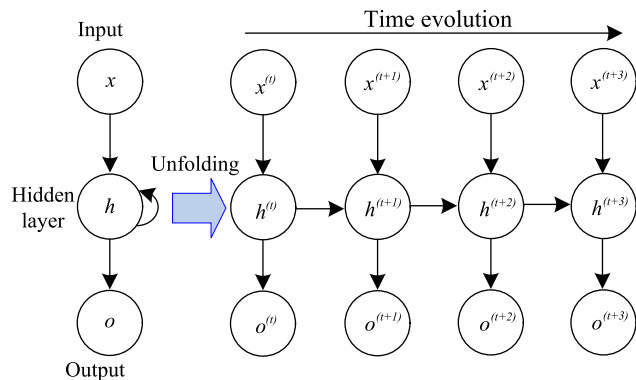 Input
Time evolution
x
x^(t)
x^(t+1)
x^(t+2)
x^(t+3)
Unfolding
Hidden
layer
h
h^(t)
h^(t+1)
h^(t+2)
h^(t+3)
o
o^(t)
o^(t+1)
o^(t+2)
o^(t+3)
Output